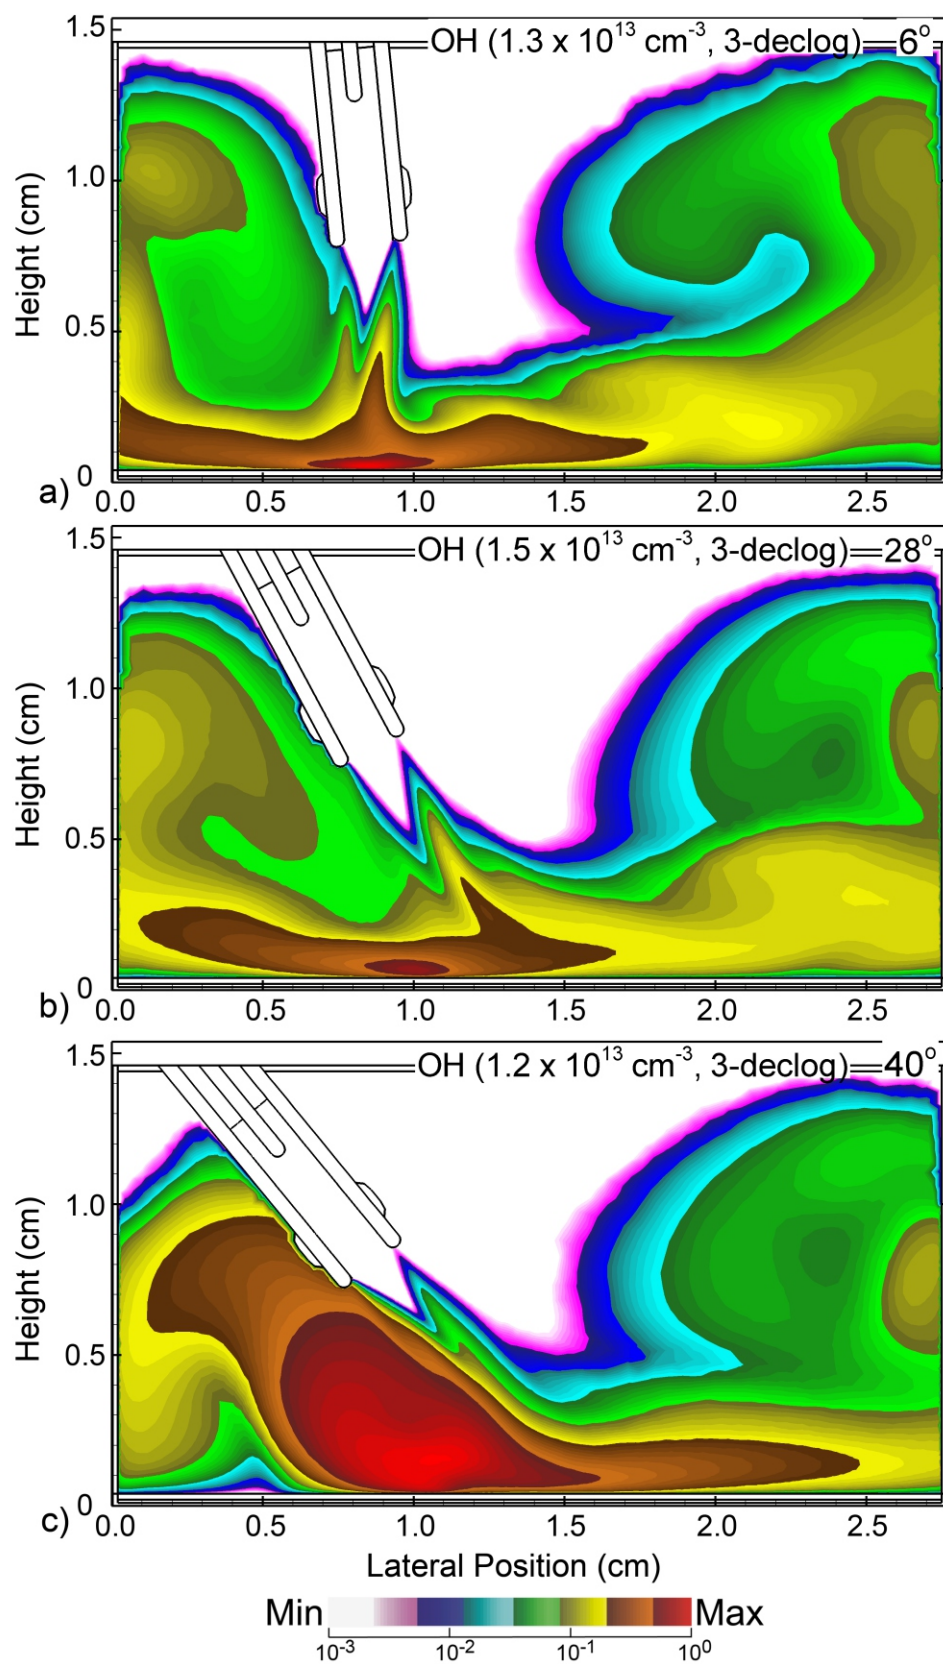 OH (1.3 x 10¹³ cm⁻³, 3-declog) 6°
1.5
1.0
0.5
0
Height (cm)
a)
0.0 0.5 1.0 1.5 2.0 2.5
OH (1.5 x 10¹³ cm⁻³, 3-declog) 28°
1.5
1.0
0.5
0
Height (cm)
b)
0.0 0.5 1.0 1.5 2.0 2.5
OH (1.2 x 10¹³ cm⁻³, 3-declog) 40°
1.5
1.0
0.5
0
Height (cm)
c)
0.0 0.5 1.0 1.5 2.0 2.5
Lateral Position (cm)
Min Max
10⁻³ 10⁻² 10⁻¹ 10⁰